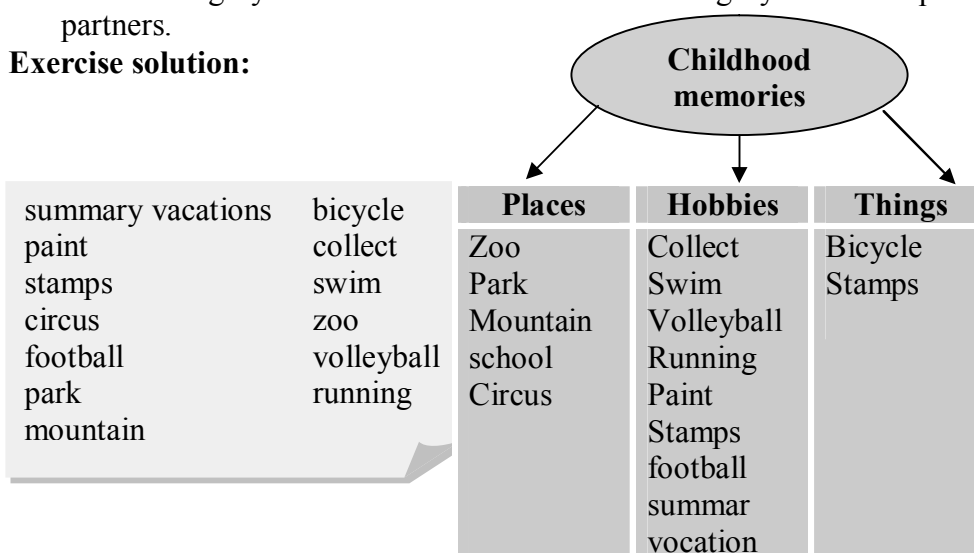 partners.
Exercise solution:
Childhood
memories
summary vacations bicycle
paint collect
stamps swim
circus zoo
football volleyball
park running
mountain
Places Hobbies Things
Zoo Collect Bicycle
Park Swim Stamps
Mountain Volleyball
school Running
Circus Paint
Stamps
football
summar
vocation